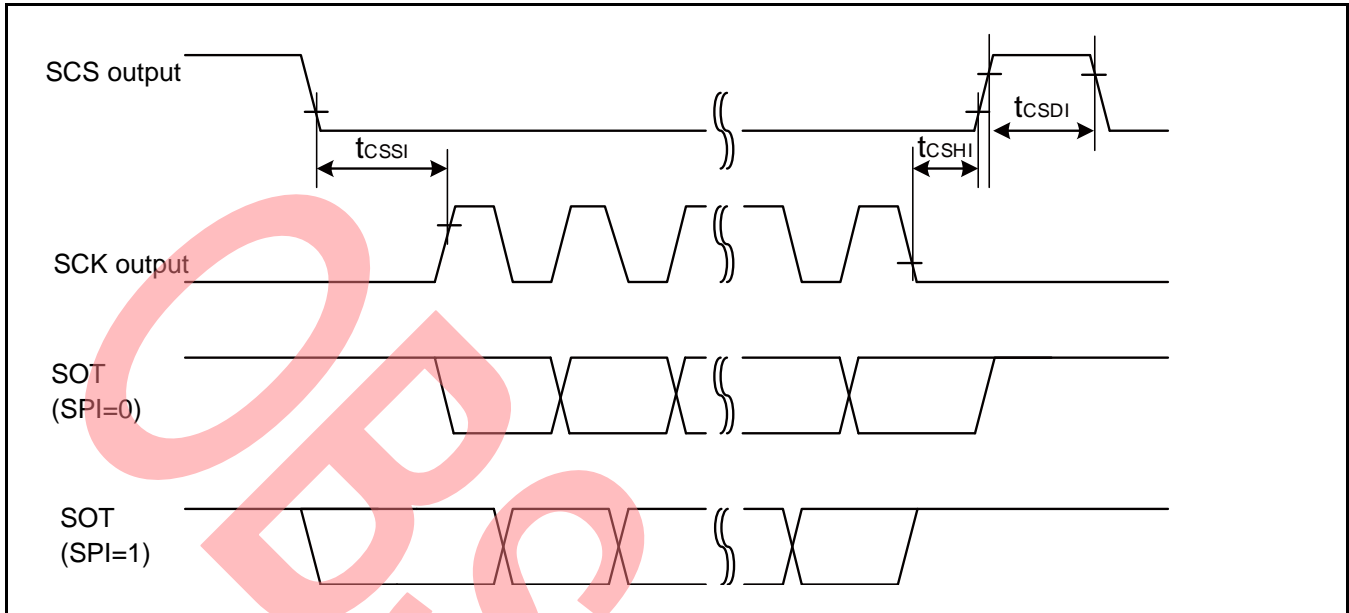 SCS output
tCSSI
tCSHI
tCSDI
SCK output
SOT
(SPI=0)
SOT
(SPI=1)